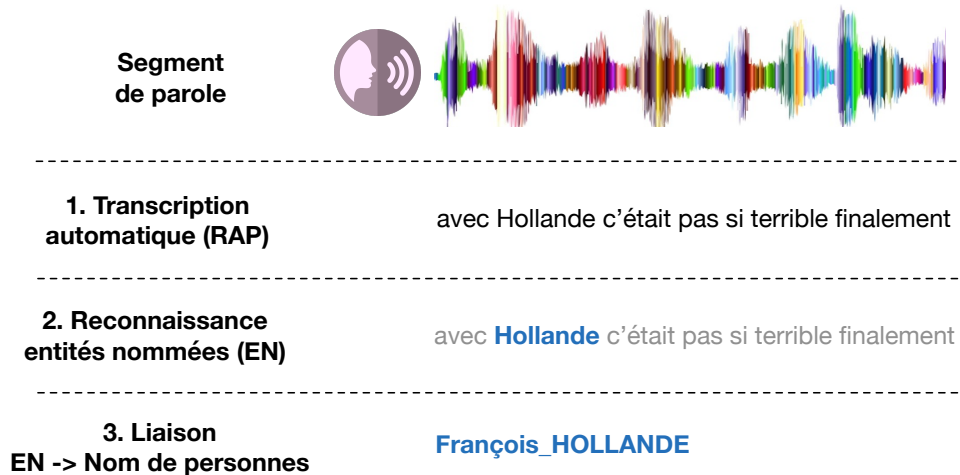 Segment
de parole
1. Transcription
automatique (RAP)
avec Hollande c’était pas si terrible finalement
2. Reconnaissance
entités nommées (EN)
avec Hollande c’était pas si terrible finalement
3. Liaison
EN -> Nom de personnes
François_HOLLANDE